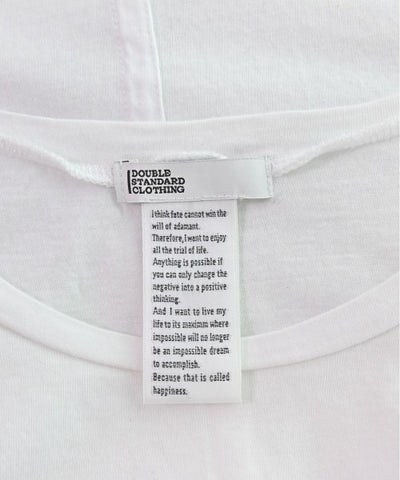 DOUBLE
STANDARD
CLOTHING
I think fate cannot win the
will of adamant.
Therefore, I want to enjoy
all the trial of life.
Anything is possible if
you can only change the
negative into a positive
thinking.
And I want to live my
life to its maximm where
impossible will no longer
be an impossible dream
to accomplish.
Because that is called
happiness.